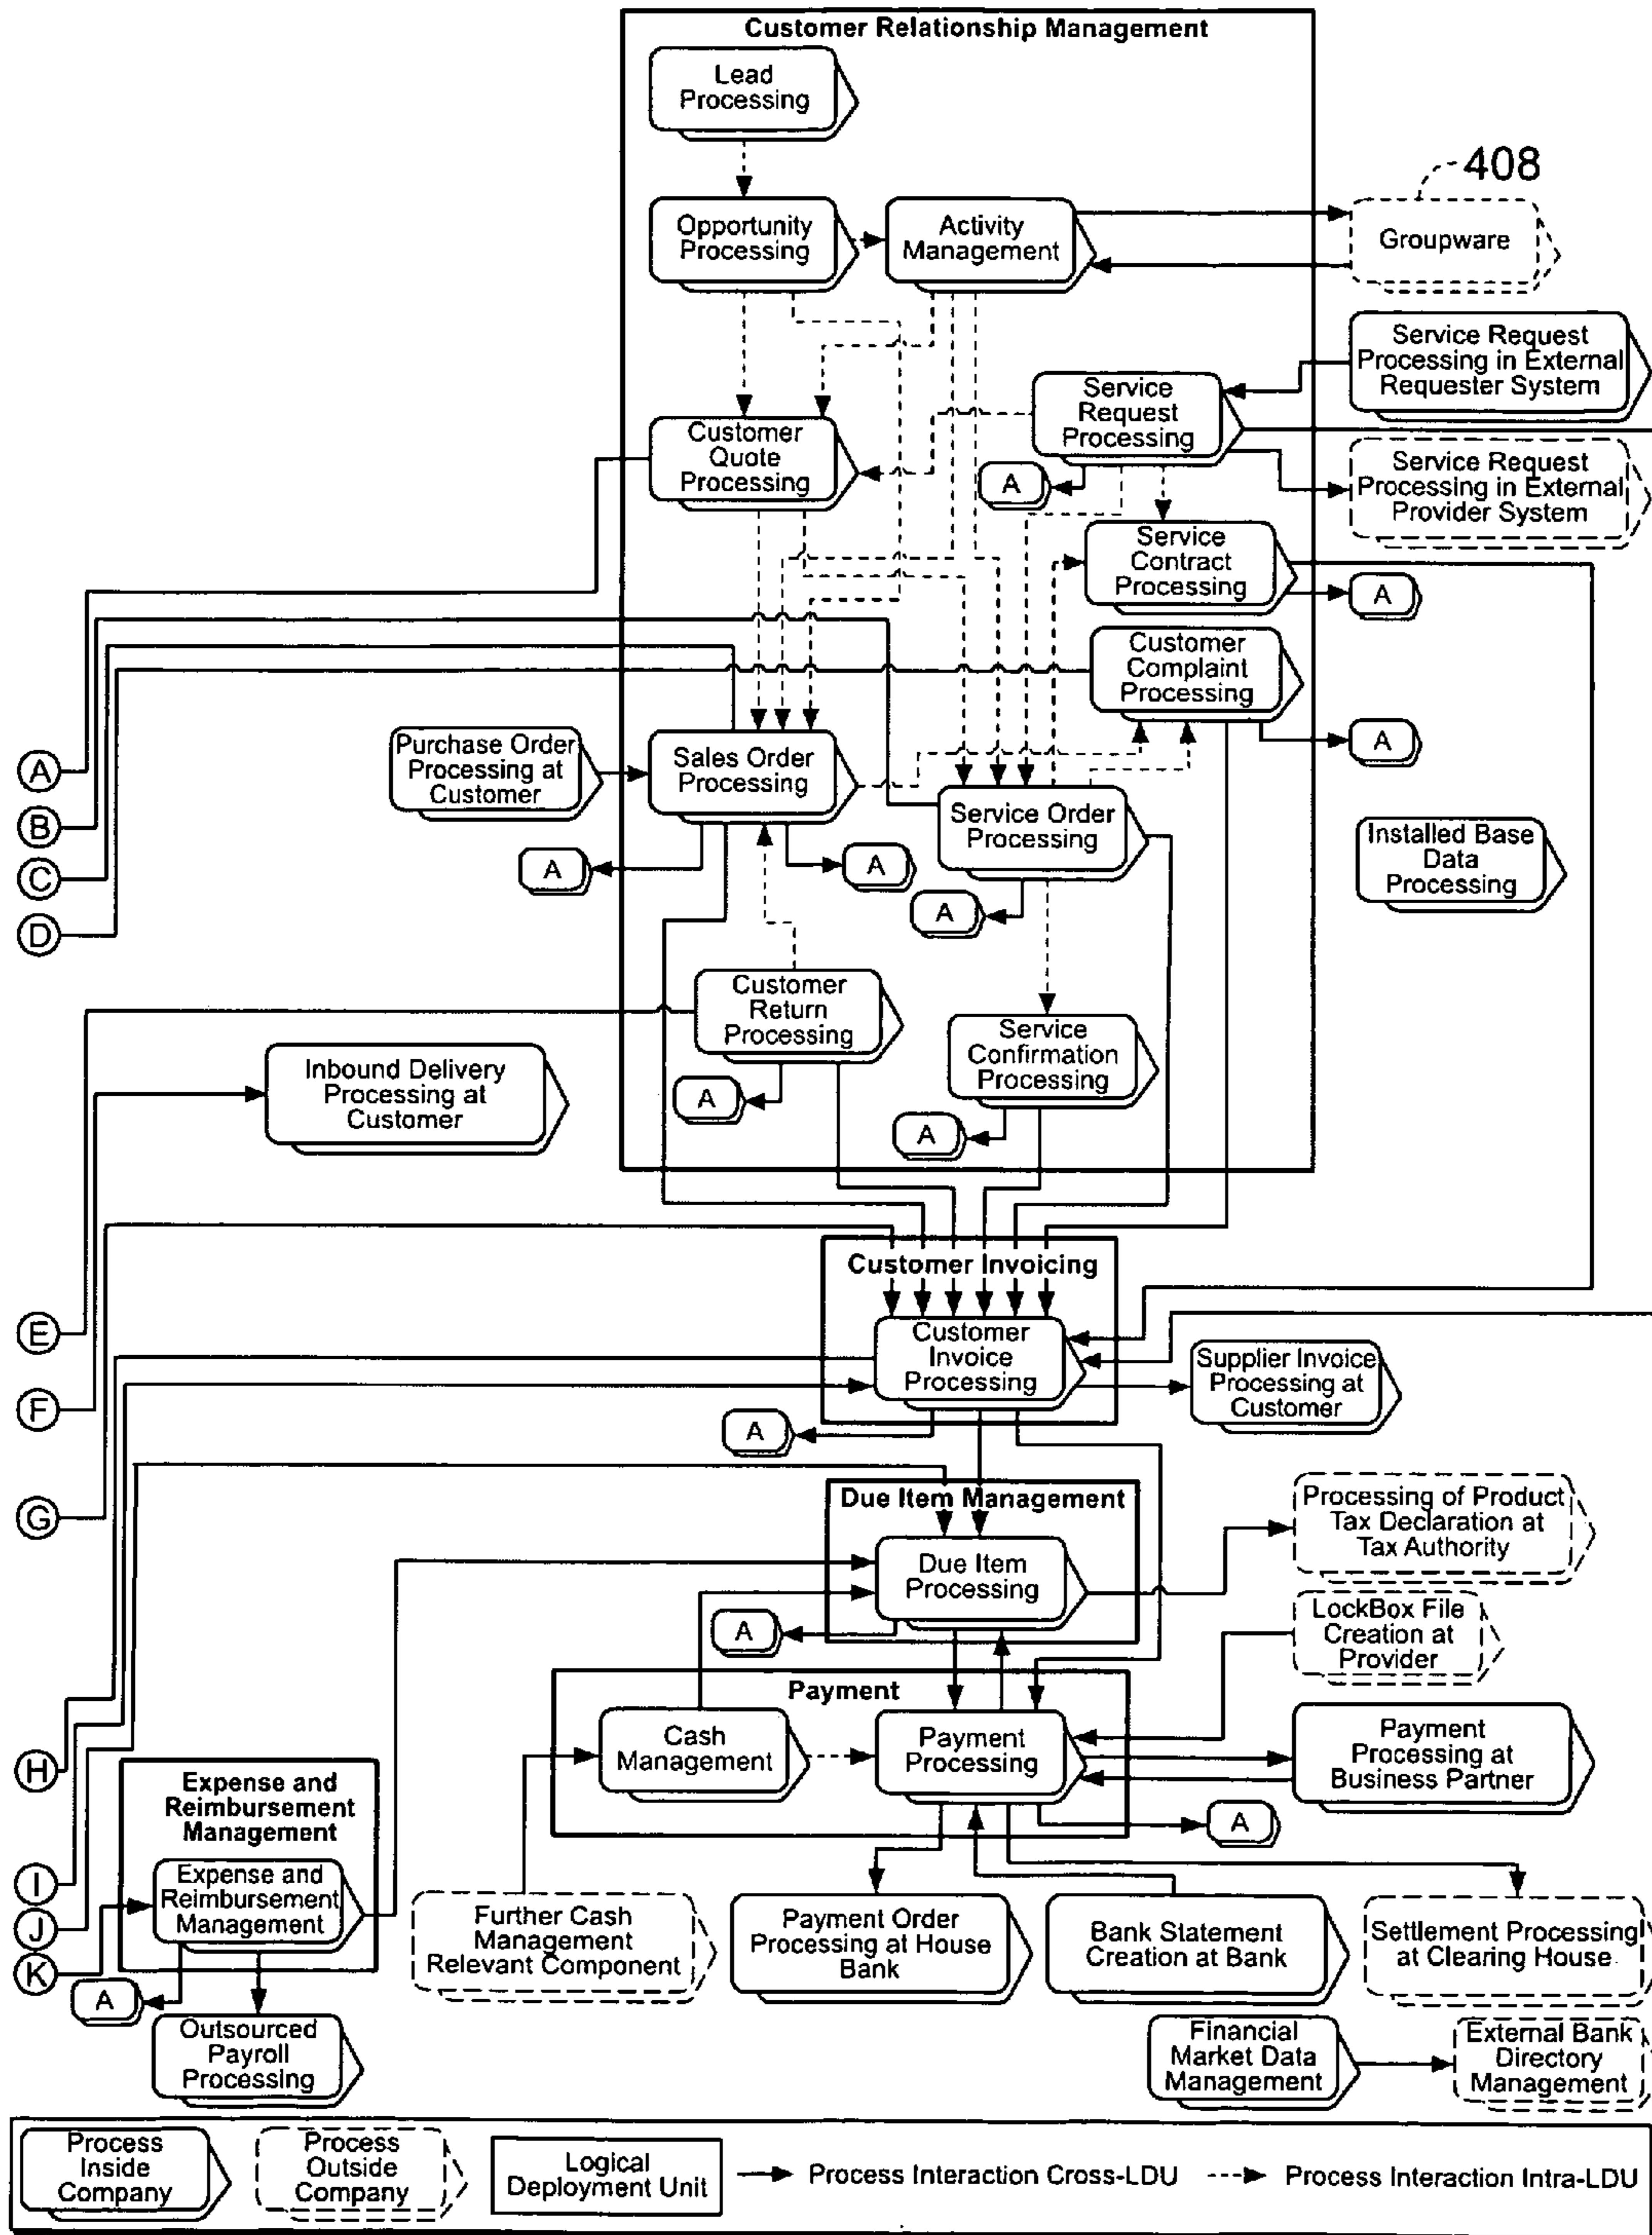 Customer Relationship Management
Lead
Processing
408
Opportunity
Processing
Activity
Management
Groupware
Service Request
Processing in External
Requester System
Service
Request
Processing
Customer
Quote
Processing
Service Request
Processing in External
Provider System
A
Service
Contract
Processing
A
Customer
Complaint
Processing
A
A
Purchase Order
Processing at
Customer
Sales Order
Processing
B
Service Order
Processing
Installed Base
Data
Processing
C
A
A
A
D
Customer
Return
Processing
Service
Confirmation
Processing
Inbound Delivery
Processing at
Customer
A
A
Customer Invoicing
E
Customer
Invoice
Processing
Supplier Invoice
Processing at
Customer
F
A
G
Due Item Management
Processing of Product
Tax Declaration at
Tax Authority
Due Item
Processing
A
LockBox File
Creation at
Provider
Payment
Cash
Management
Payment
Processing
Payment
Processing at
Business Partner
H
Expense and
Reimbursement
Management
A
I
Expense and
Reimbursement
Management
J
K
Further Cash
Management
Relevant Component
Payment Order
Processing at House
Bank
Bank Statement
Creation at Bank
Settlement Processing
at Clearing House
A
Outsourced
Payroll
Processing
Financial
Market Data
Management
External Bank
Directory
Management
Process
Inside
Company
Process
Outside
Company
Logical
Deployment Unit
Process Interaction Cross-LDU
Process Interaction Intra-LDU